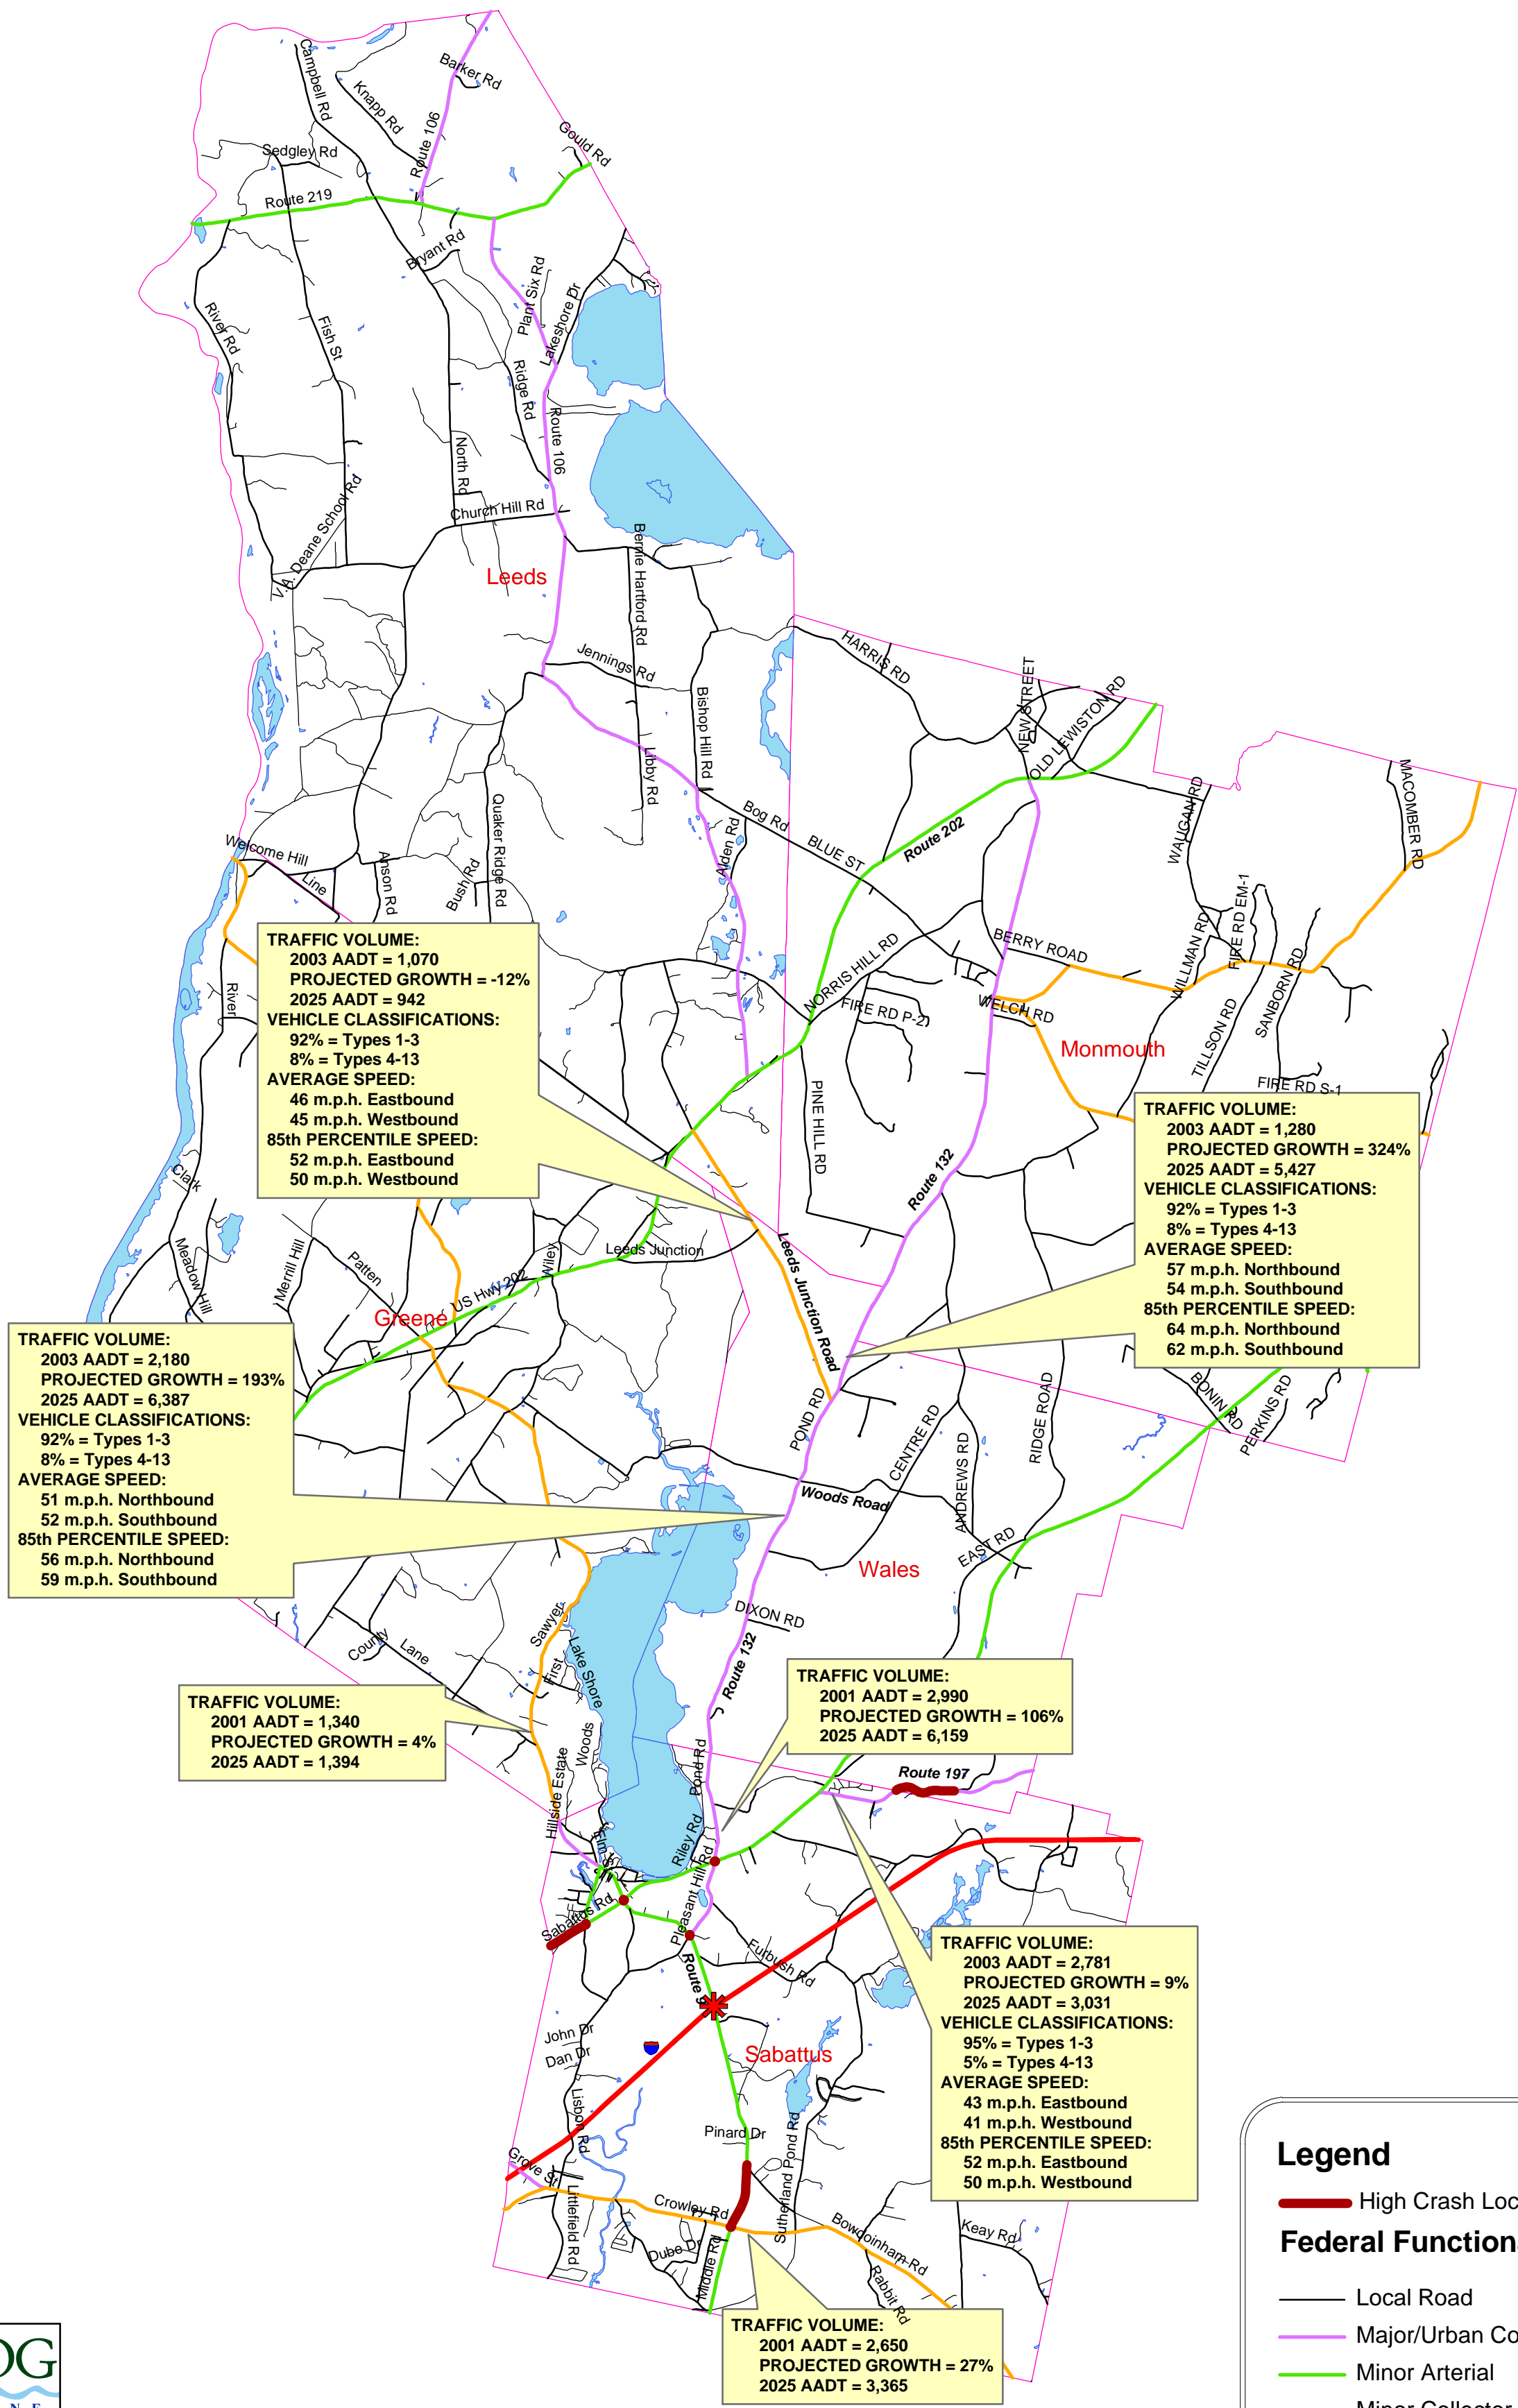 Campbell Rd
Knapp Rd
Barker Rd
Route 106
Gould Rd
Sedgley Rd
Route 219
Bryant Rd
Plant Six Rd
Lakeshore Dr
River Rd
Fish St
Ridge Rd
Route 106
North Rd
Church Hill Rd
V.A. Deane School Rd
Bernie Hartford Rd
Leeds
Jennings Rd
HARRIS RD
NEW STREET
OLD LEWISTON RD
Bishop Hill Rd
Libby Rd
Quaker Ridge Rd
Bog Rd
BLUE ST
Route 202
WAUGAN RD
MACOMBER RD
Alden Rd
Welcome Hill
Line
Anson Rd
Bush Rd
River
BERRY ROAD
NORRIS HILL RD
FIRE RD P-2
WELCH RD
WILLMAN RD
FIRE RD EM-1
SANBORN RD
TILLSON RD
Monmouth
FIRE RD S-1
PINE HILL RD
Route 132
TRAFFIC VOLUME:
2003 AADT = 1,070
PROJECTED GROWTH = -12%
2025 AADT = 942
VEHICLE CLASSIFICATIONS:
92% = Types 1-3
8% = Types 4-13
AVERAGE SPEED:
46 m.p.h. Eastbound
45 m.p.h. Westbound
85th PERCENTILE SPEED:
52 m.p.h. Eastbound
50 m.p.h. Westbound
TRAFFIC VOLUME:
2003 AADT = 1,280
PROJECTED GROWTH = 324%
2025 AADT = 5,427
VEHICLE CLASSIFICATIONS:
92% = Types 1-3
8% = Types 4-13
AVERAGE SPEED:
57 m.p.h. Northbound
54 m.p.h. Southbound
85th PERCENTILE SPEED:
64 m.p.h. Northbound
62 m.p.h. Southbound
Clark
Meadow Hill
Merrill Hill
Patten
US Hwy 202
Wiley
Leeds Junction
Leeds Junction Road
Greene
TRAFFIC VOLUME:
2003 AADT = 2,180
PROJECTED GROWTH = 193%
2025 AADT = 6,387
VEHICLE CLASSIFICATIONS:
92% = Types 1-3
8% = Types 4-13
AVERAGE SPEED:
51 m.p.h. Northbound
52 m.p.h. Southbound
85th PERCENTILE SPEED:
56 m.p.h. Northbound
59 m.p.h. Southbound
POND RD
CENTRE RD
ANDREWS RD
RIDGE ROAD
BONIN RD
PERKINS RD
Woods Road
EAST RD
Wales
DIXON RD
Route 132
County
Lane
Sawyer
First
Lake Shore
Woods
Hillside Estate
Elm
TRAFFIC VOLUME:
2001 AADT = 1,340
PROJECTED GROWTH = 4%
2025 AADT = 1,394
TRAFFIC VOLUME:
2001 AADT = 2,990
PROJECTED GROWTH = 106%
2025 AADT = 6,159
Route 197
Pond Rd
Riley Rd
Pleasant Hill Rd
Sabattus Rd
Furbush Rd
Route 9
John Dr
Dan Dr
Lisbon Rd
Sabattus
TRAFFIC VOLUME:
2003 AADT = 2,781
PROJECTED GROWTH = 9%
2025 AADT = 3,031
VEHICLE CLASSIFICATIONS:
95% = Types 1-3
5% = Types 4-13
AVERAGE SPEED:
43 m.p.h. Eastbound
41 m.p.h. Westbound
85th PERCENTILE SPEED:
52 m.p.h. Eastbound
50 m.p.h. Westbound
Pinard Dr
Sutherland Pond Rd
Grove St
Littlefield Rd
Crowley Rd
Dube Dr
Middle Rd
Bowdoinham Rd
Rabbit Rd
Keay Rd
TRAFFIC VOLUME:
2001 AADT = 2,650
PROJECTED GROWTH = 27%
2025 AADT = 3,365
Legend
High Crash Loc
Federal Function
Local Road
Major/Urban Co
Minor Arterial
Minor Collector
OG
N E